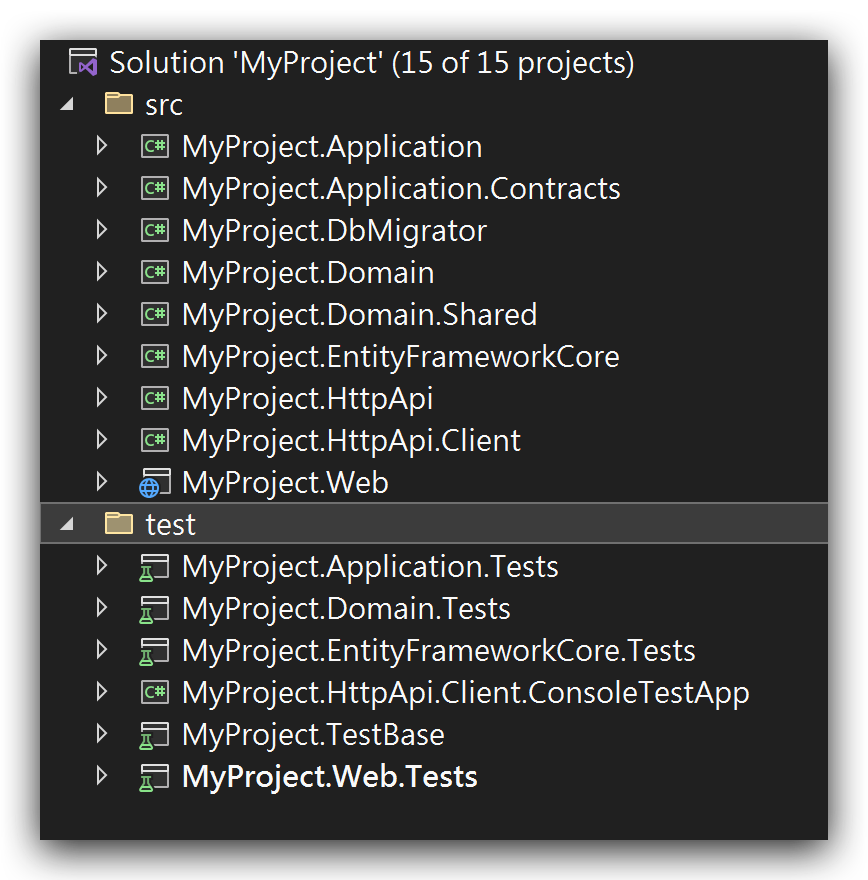 Solution 'MyProject' (15 of 15 projects)
src
C# MyProject.Application
C# MyProject.Application.Contracts
C# MyProject.DbMigrator
C# MyProject.Domain
C# MyProject.Domain.Shared
C# MyProject.EntityFrameworkCore
C# MyProject.HttpApi
C# MyProject.HttpApi.Client
MyProject.Web
test
MyProject.Application.Tests
MyProject.Domain.Tests
MyProject.EntityFrameworkCore.Tests
C# MyProject.HttpApi.Client.ConsoleTestApp
MyProject.TestBase
MyProject.Web.Tests